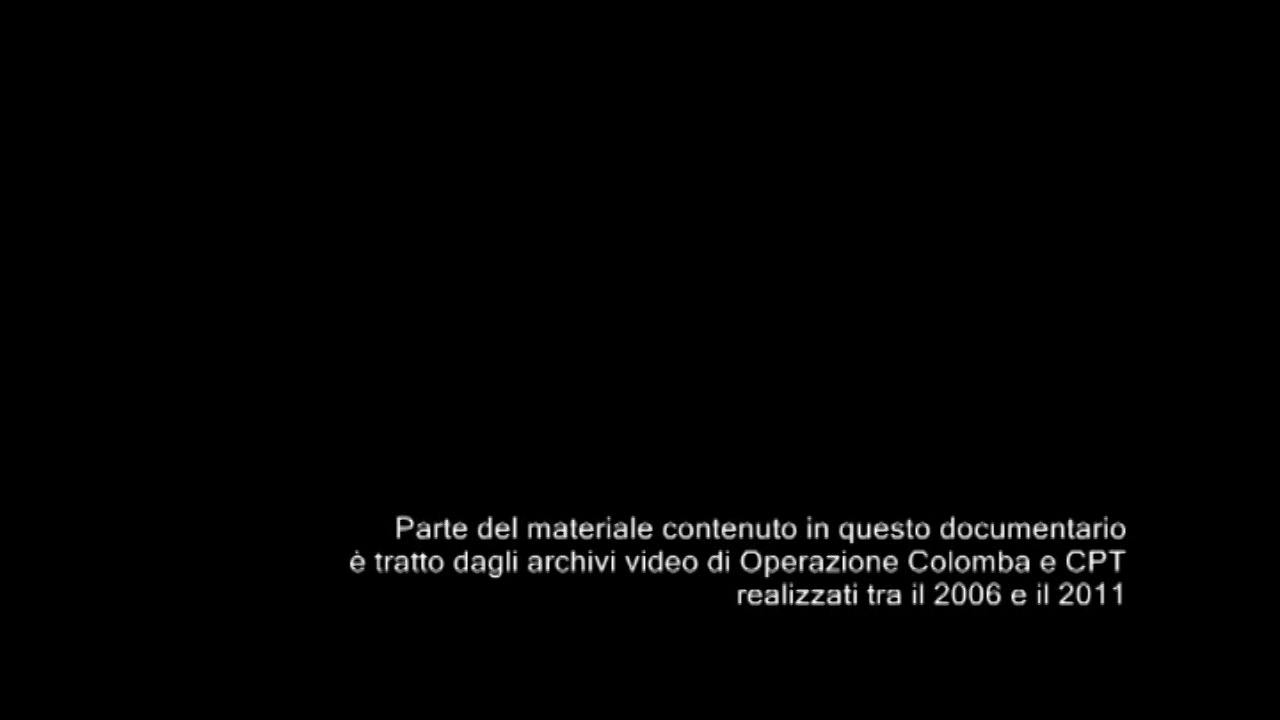 Parte del materiale contenuto in questo documentario
è tratto dagli archivi video di Operazione Colomba e CPT
realizzati tra il 2006 e il 2011